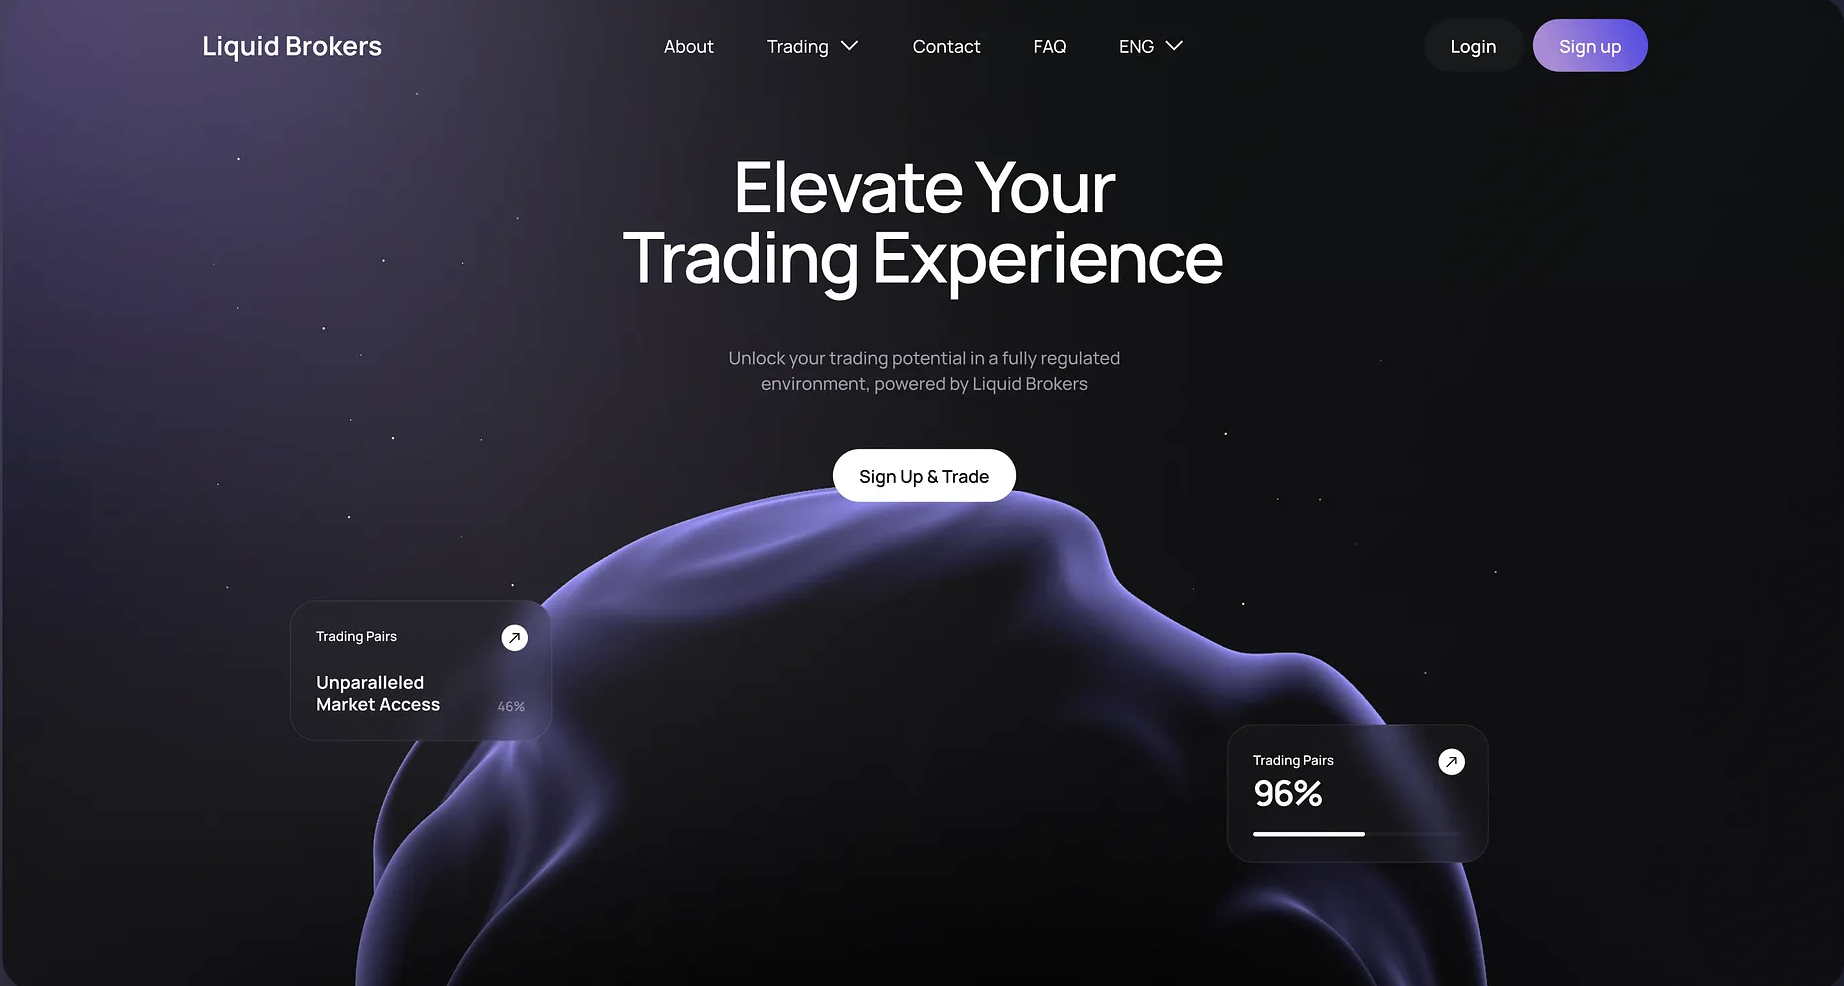 Liquid Brokers
About
Trading
Contact
FAQ
ENG
Login
Sign up
Elevate Your
Trading Experience
Unlock your trading potential in a fully regulated
environment, powered by Liquid Brokers
Sign Up & Trade
Trading Pairs
Unparalleled
Market Access
46%
Trading Pairs
96%